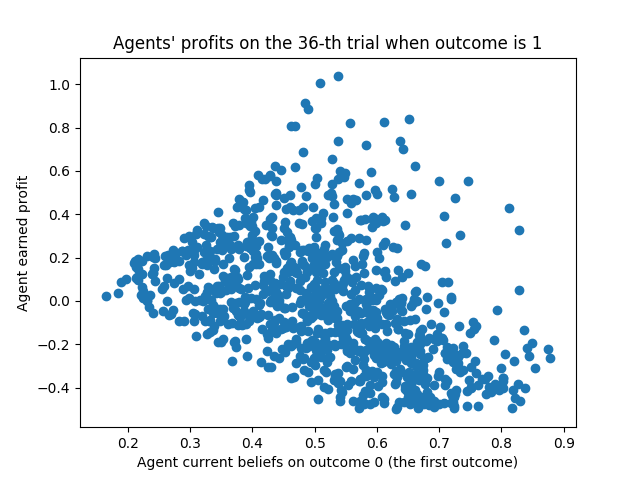 Agents' profits on the 36-th trial when outcome is 1
1.0
0.8
0.6
0.4
0.2
0.0
−0.2
−0.4
Agent earned profit
0.2 0.3 0.4 0.5 0.6 0.7 0.8 0.9
Agent current beliefs on outcome 0 (the first outcome)